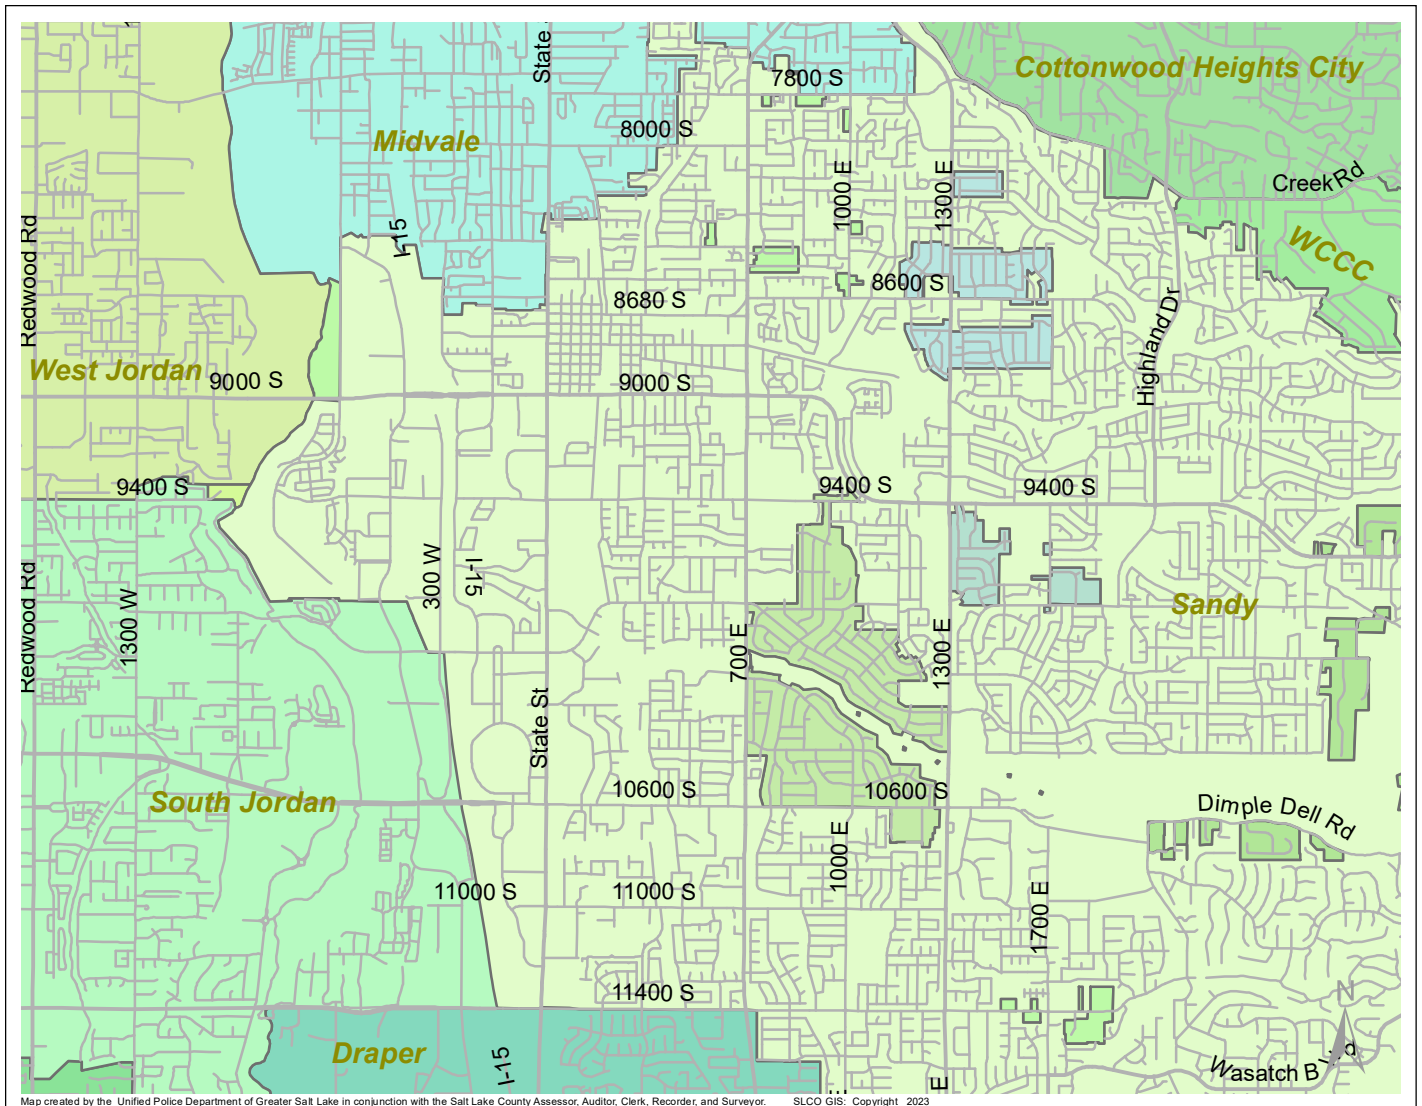 State
Cottonwood Heights City
7800 S
8000 S
Midvale
Creek Rd
1000 E
1300 E
Redwood Rd
I-15
WCCC
8600 S
8680 S
Highland Dr
West Jordan
9000 S
9000 S
9400 S
9400 S
9400 S
300 W
I-15
Redwood Rd
1300 W
Sandy
700 E
1300 E
State St
10600 S
10600 S
South Jordan
Dimple Dell Rd
1000 E
11000 S
11000 S
1700 E
11400 S
N
Draper
I-15
Wasatch Blvd
E
Map created by the Unified Police Department of Greater Salt Lake in conjunction with the Salt Lake County Assessor, Auditor, Clerk, Recorder, and Surveyor. SLCO GIS: Copyright 2023